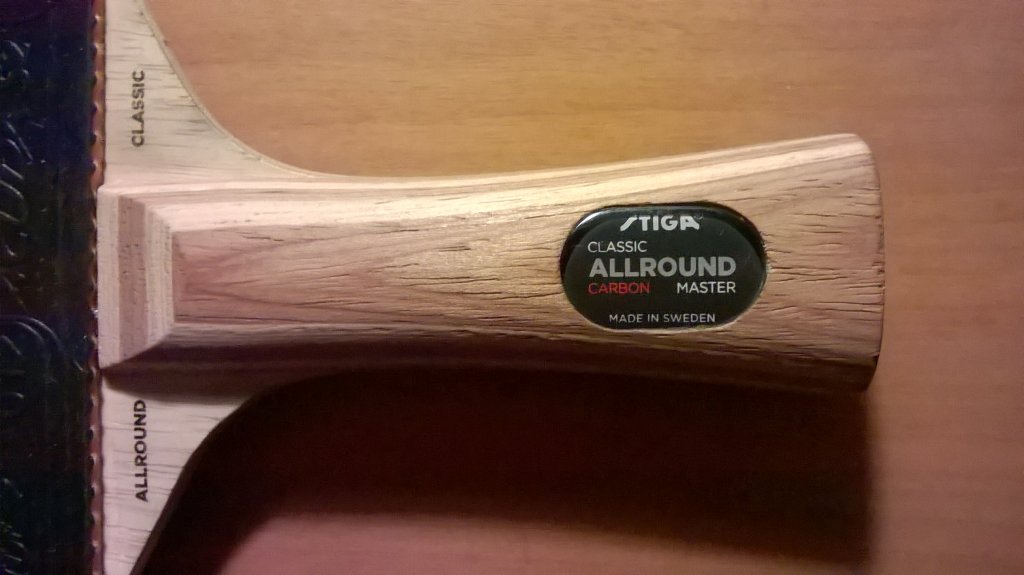 CLASSIC
STIGA
CLASSIC
ALLROUND
CARBON MASTER
MADE IN SWEDEN
ALLROUND